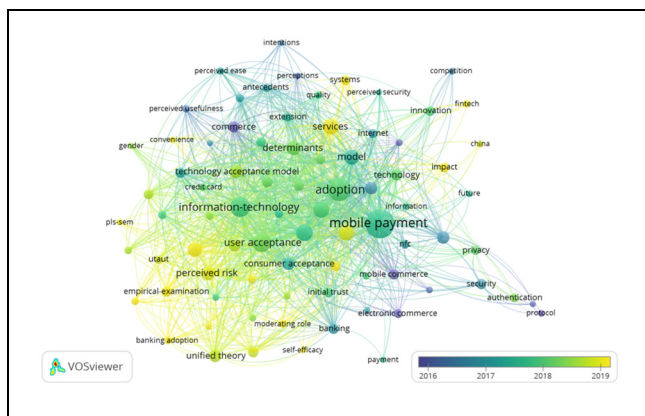 intentions
perceived ease
perceptions
systems
competition
antecedents
quality
perceived security
perceived usefulness
extension
innovation
fintech
commerce
services
internet
convenience
gender
determinants
model
china
technology acceptance model
technology
impact
credit card
adoption
future
information-technology
information
pls-sem
mobile payment
user acceptance
nfc
utaut
consumer acceptance
privacy
perceived risk
mobile commerce
security
empirical-examination
initial trust
authentication
electronic commerce
protocol
moderating role
banking
banking adoption
unified theory
self-efficacy
payment
VOSviewer
2016 2017 2018 2019